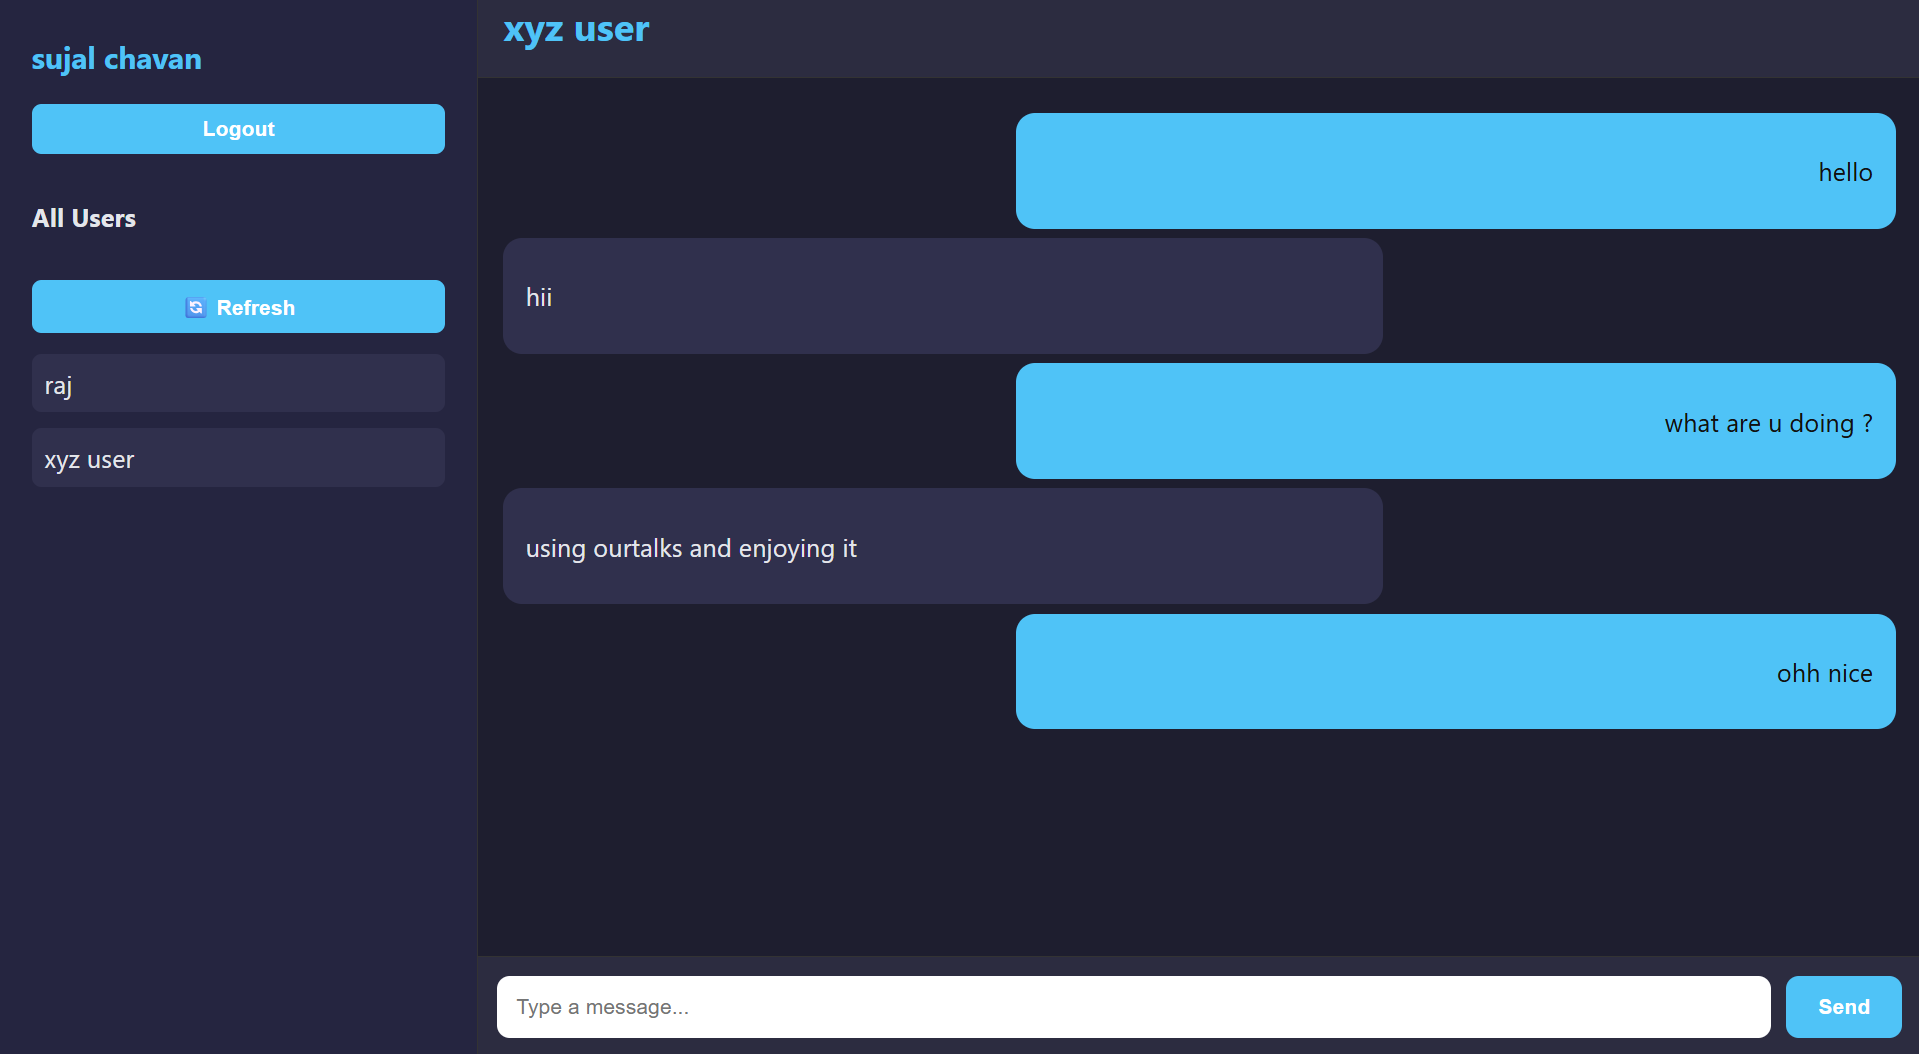 sujal chavan
Logout
All Users
🔄 Refresh
raj
xyz user
xyz user
hello
hii
what are u doing ?
using ourtalks and enjoying it
ohh nice
Type a message...
Send